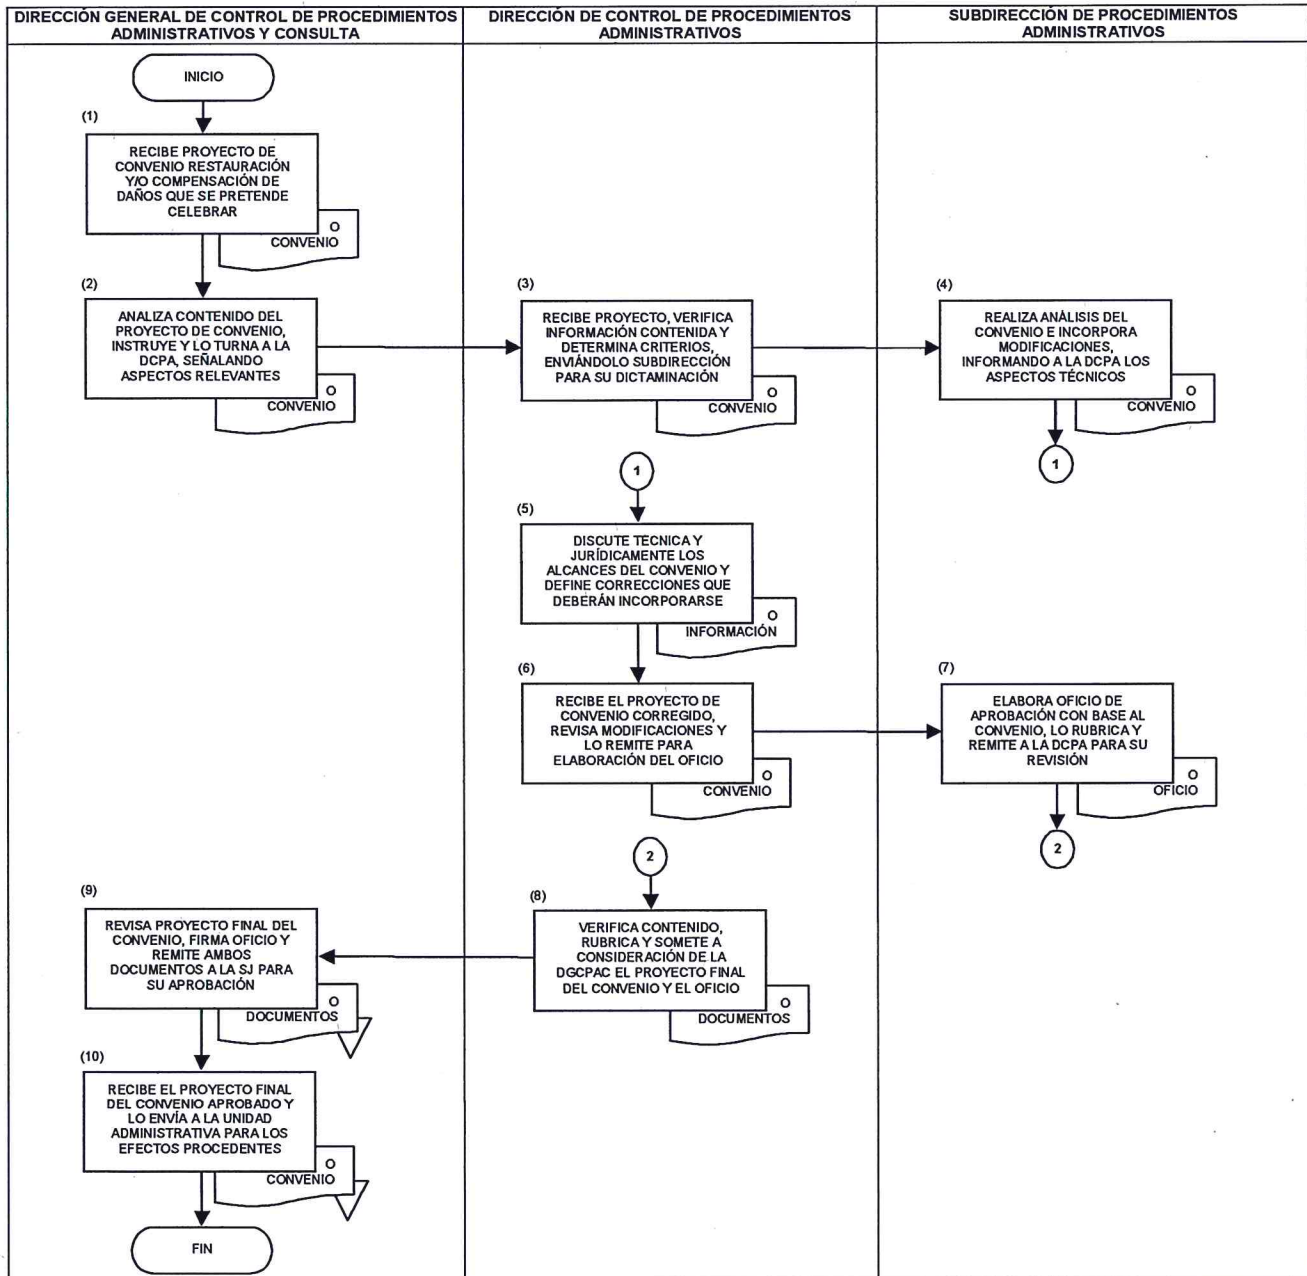 DIRECCIÓN GENERAL DE CONTROL DE PROCEDIMIENTOS
ADMINISTRATIVOS Y CONSULTA
DIRECCIÓN DE CONTROL DE PROCEDIMIENTOS
ADMINISTRATIVOS
SUBDIRECCIÓN DE PROCEDIMIENTOS
ADMINISTRATIVOS
INICIO
(1)
RECIBE PROYECTO DE
CONVENIO RESTAURACIÓN
Y/O COMPENSACIÓN DE
DAÑOS QUE SE PRETENDE
CELEBRAR
O
CONVENIO
(2)
ANALIZA CONTENIDO DEL
PROYECTO DE CONVENIO,
INSTRUYE Y LO TURNA A LA
DCPA, SEÑALANDO
ASPECTOS RELEVANTES
O
CONVENIO
(3)
RECIBE PROYECTO, VERIFICA
INFORMACIÓN CONTENIDA Y
DETERMINA CRITERIOS,
ENVIÁNDOLO SUBDIRECCIÓN
PARA SU DICTAMINACIÓN
O
CONVENIO
(4)
REALIZA ANÁLISIS DEL
CONVENIO E INCORPORA
MODIFICACIONES,
INFORMANDO A LA DCPA LOS
ASPECTOS TÉCNICOS
O
CONVENIO
1
1
(5)
DISCUTE TECNICA Y
JURÍDICAMENTE LOS
ALCANCES DEL CONVENIO Y
DEFINE CORRECCIONES QUE
DEBERÁN INCORPORARSE
O
INFORMACIÓN
(6)
RECIBE EL PROYECTO DE
CONVENIO CORREGIDO,
REVISA MODIFICACIONES Y
LO REMITE PARA
ELABORACIÓN DEL OFICIO
O
CONVENIO
(7)
ELABORA OFICIO DE
APROBACIÓN CON BASE AL
CONVENIO, LO RUBRICA Y
REMITE A LA DCPA PARA SU
REVISIÓN
O
OFICIO
2
2
(8)
VERIFICA CONTENIDO,
RUBRICA Y SOMETE A
CONSIDERACIÓN DE LA
DGCPAC EL PROYECTO FINAL
DEL CONVENIO Y EL OFICIO
O
DOCUMENTOS
(9)
REVISA PROYECTO FINAL DEL
CONVENIO, FIRMA OFICIO Y
REMITE AMBOS
DOCUMENTOS A LA SJ PARA
SU APROBACIÓN
O
DOCUMENTOS
(10)
RECIBE EL PROYECTO FINAL
DEL CONVENIO APROBADO Y
LO ENVÍA A LA UNIDAD
ADMINISTRATIVA PARA LOS
EFECTOS PROCEDENTES
O
CONVENIO
FIN